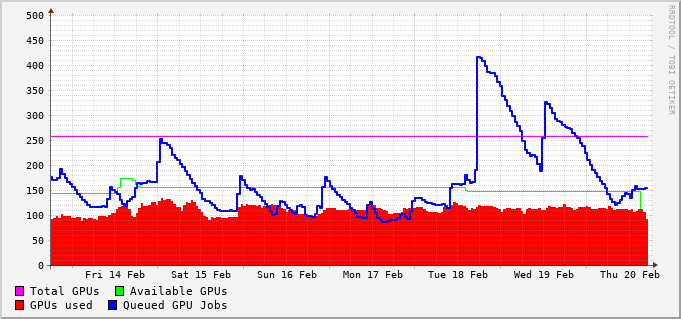 500
450
400
350
300
250
200
150
100
50
0
Fri 14 Feb Sat 15 Feb Sun 16 Feb Mon 17 Feb Tue 18 Feb Wed 19 Feb Thu 20 Feb
Total GPUs Available GPUs
GPUs used Queued GPU Jobs
RRDTOOL / TOBI OETIKER